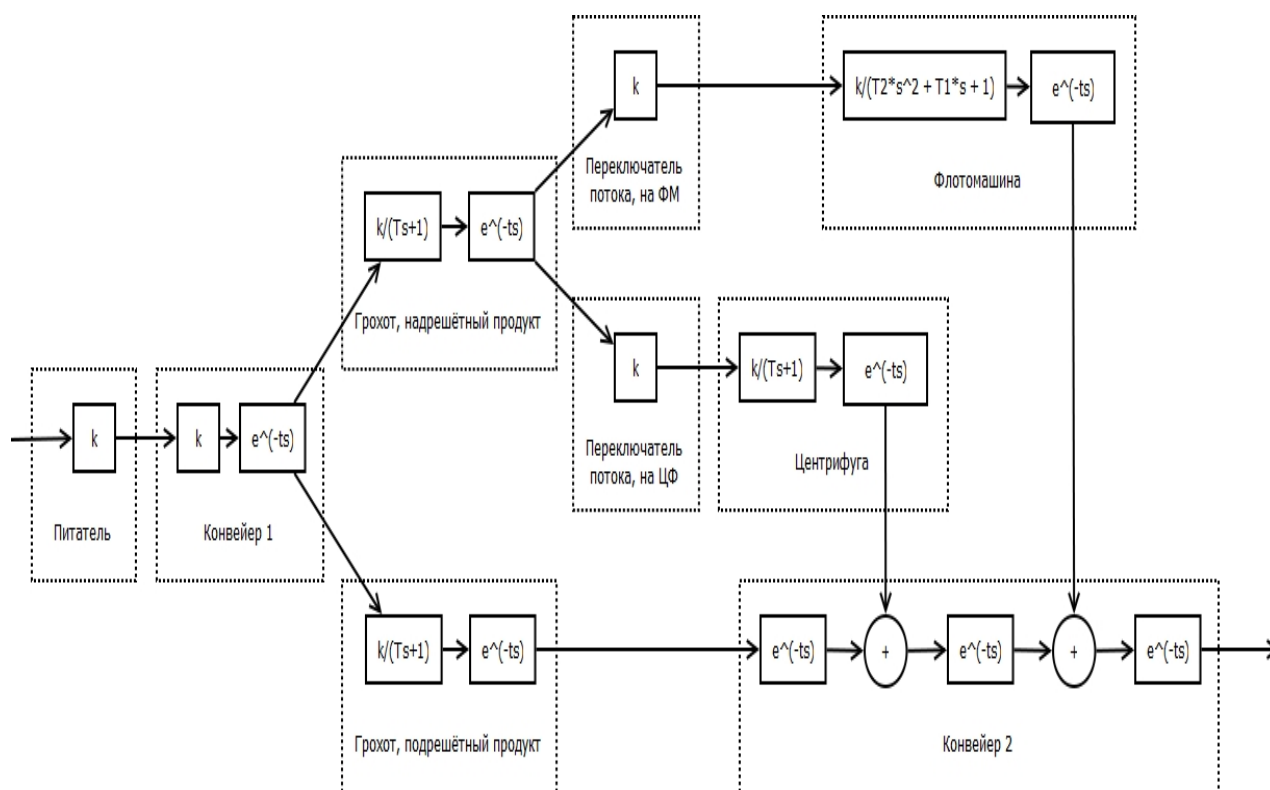 k
k/(T2*s^2 + T1*s + 1)
e^(-ts)
Переключатель
потока, на ФМ
Флотомашина
k/(Ts+1)
e^(-ts)
Грохот, надрешётный продукт
k
k/(Ts+1)
e^(-ts)
Переключатель
потока, на ЦФ
Центрифуга
k
k
e^(-ts)
Питатель
Конвейер 1
k/(Ts+1)
e^(-ts)
e^(-ts)
+
e^(-ts)
+
e^(-ts)
Грохот, подрешётный продукт
Конвейер 2